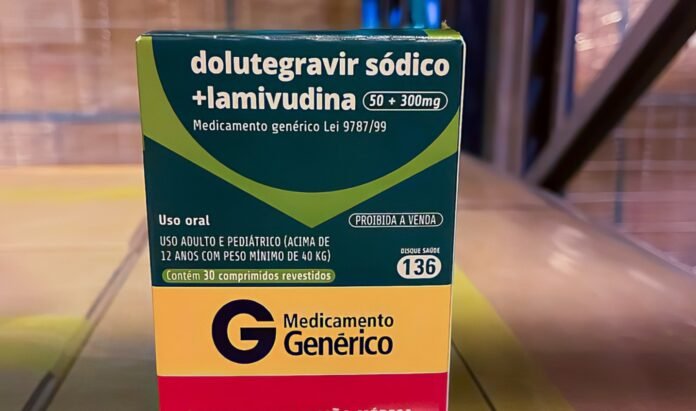 dolutegravir sódico
+lamivudina 50 + 300mg
Medicamento genérico Lei 9787/99
Uso oral
PROIBIDA A VENDA
USO ADULTO E PEDIÁTRICO (ACIMA DE
12 ANOS COM PESO MÍNIMO DE 40 KG)
Contém 30 comprimidos revestidos
DISQUE SAÚDE
136
G Medicamento
Genérico